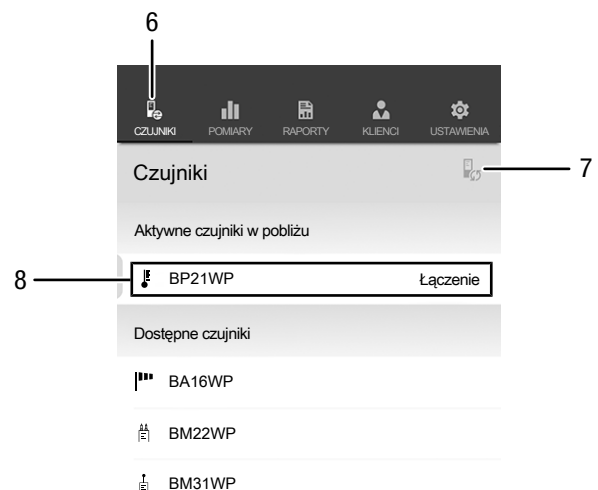 6
CZUJNIKI POMIARY RAPORTY KLIENCI USTAWIENIA
Czujniki
7
Aktywne czujniki w pobliżu
8
BP21WP Łączenie
Dostępne czujniki
BA16WP
BM22WP
BM31WP